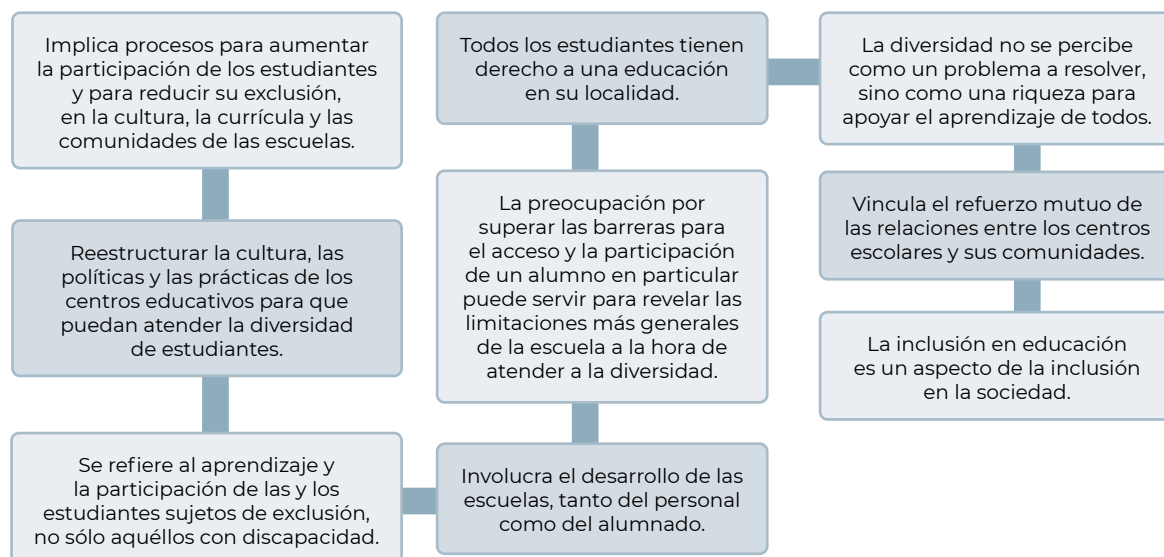 Implica procesos para aumentar
la participación de los estudiantes
y para reducir su exclusión,
en la cultura, la currícula y las
comunidades de las escuelas.
Reestructurar la cultura, las
políticas y las prácticas de los
centros educativos para que
puedan atender la diversidad
de estudiantes.
Se refiere al aprendizaje y
la participación de las y los
estudiantes sujetos de exclusión,
no sólo aquéllos con discapacidad.
Involucra el desarrollo de las
escuelas, tanto del personal
como del alumnado.
La preocupación por
superar las barreras para
el acceso y la participación
de un alumno en particular
puede servir para revelar las
limitaciones más generales
de la escuela a la hora de
atender a la diversidad.
Todos los estudiantes tienen
derecho a una educación
en su localidad.
La diversidad no se percibe
como un problema a resolver,
sino como una riqueza para
apoyar el aprendizaje de todos.
Vincula el refuerzo mutuo de
las relaciones entre los centros
escolares y sus comunidades.
La inclusión en educación
es un aspecto de la inclusión
en la sociedad.